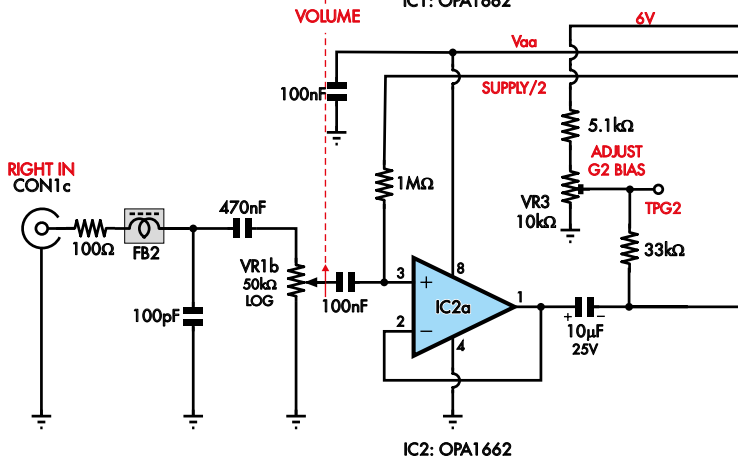 IC1: OPA1662
VOLUME
6V
Vaa
SUPPLY/2
100nF
5.1kΩ
ADJUST
G2 BIAS
RIGHT IN
CON1c
1MΩ
VR3
10kΩ
TPG2
470nF
100Ω
FB2
33kΩ
VR1b
50kΩ
LOG
100nF
100pF
3
+
8
IC2a
1
2
–
4
+
–
10µF
25V
IC2: OPA1662